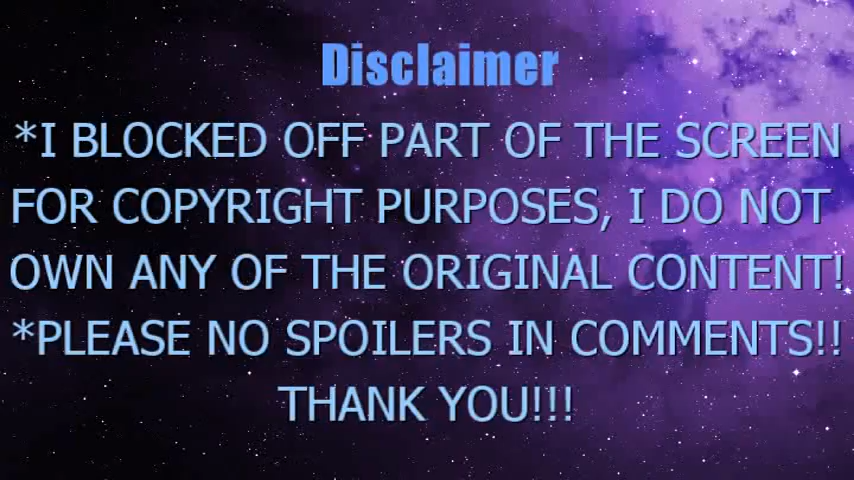 Disclaimer
*I BLOCKED OFF PART OF THE SCREEN
FOR COPYRIGHT PURPOSES, I DO NOT
OWN ANY OF THE ORIGINAL CONTENT!
*PLEASE NO SPOILERS IN COMMENTS!!
THANK YOU!!!